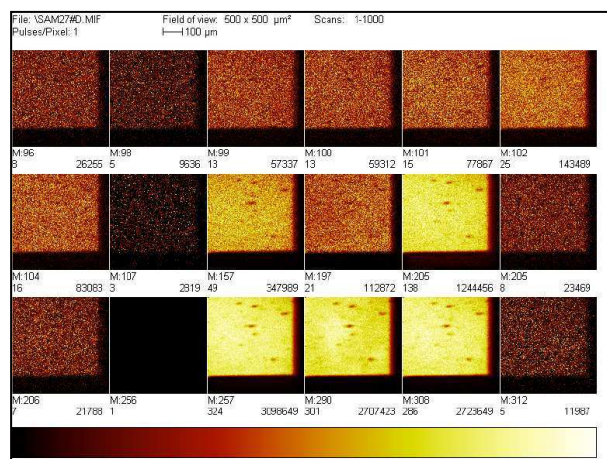 File: \SAM27#D.MIF Field of view: 500 x 500 µm² Scans: 1-1000
Pulses/Pixel: 1 100 µm
M:96 M:98 M:99 M:100 M:101 M:102
8 26255 5 9636 13 57337 13 59312 15 77867 25 143489
M:104 M:107 M:157 M:197 M:205 M:205
16 83083 3 2819 49 347989 21 112872 138 1244456 8 23469
M:206 M:256 M:257 M:290 M:308 M:312
7 21788 1 324 3098649 301 2707423 286 2723649 5 11987